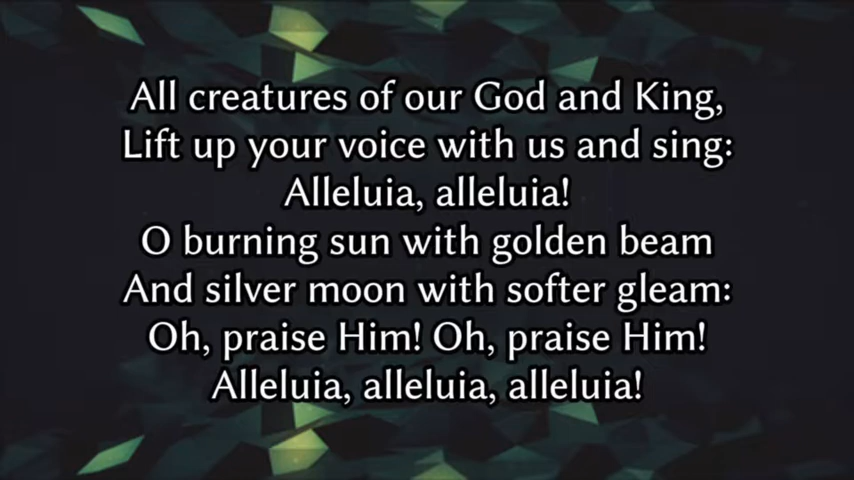 All creatures of our God and King,
Lift up your voice with us and sing:
Alleluia, alleluia!
O burning sun with golden beam
And silver moon with softer gleam:
Oh, praise Him! Oh, praise Him!
Alleluia, alleluia, alleluia!